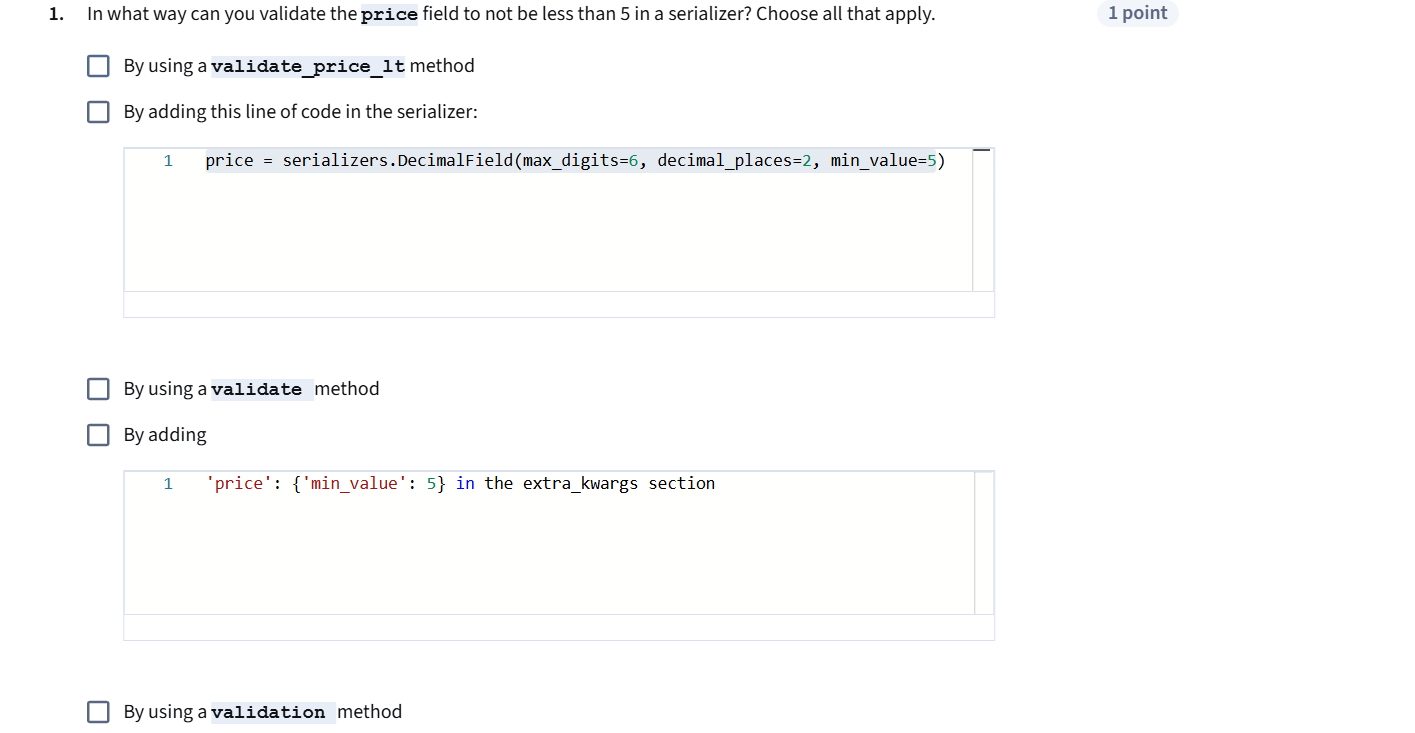 1. In what way can you validate the price field to not be less than 5 in a serializer? Choose all that apply. 1 point
By using a validate_price_lt method
By adding this line of code in the serializer:
1 price = serializers.DecimalField(max_digits=6, decimal_places=2, min_value=5)
By using a validate method
By adding
1 'price': {'min_value': 5} in the extra_kwargs section
By using a validation method